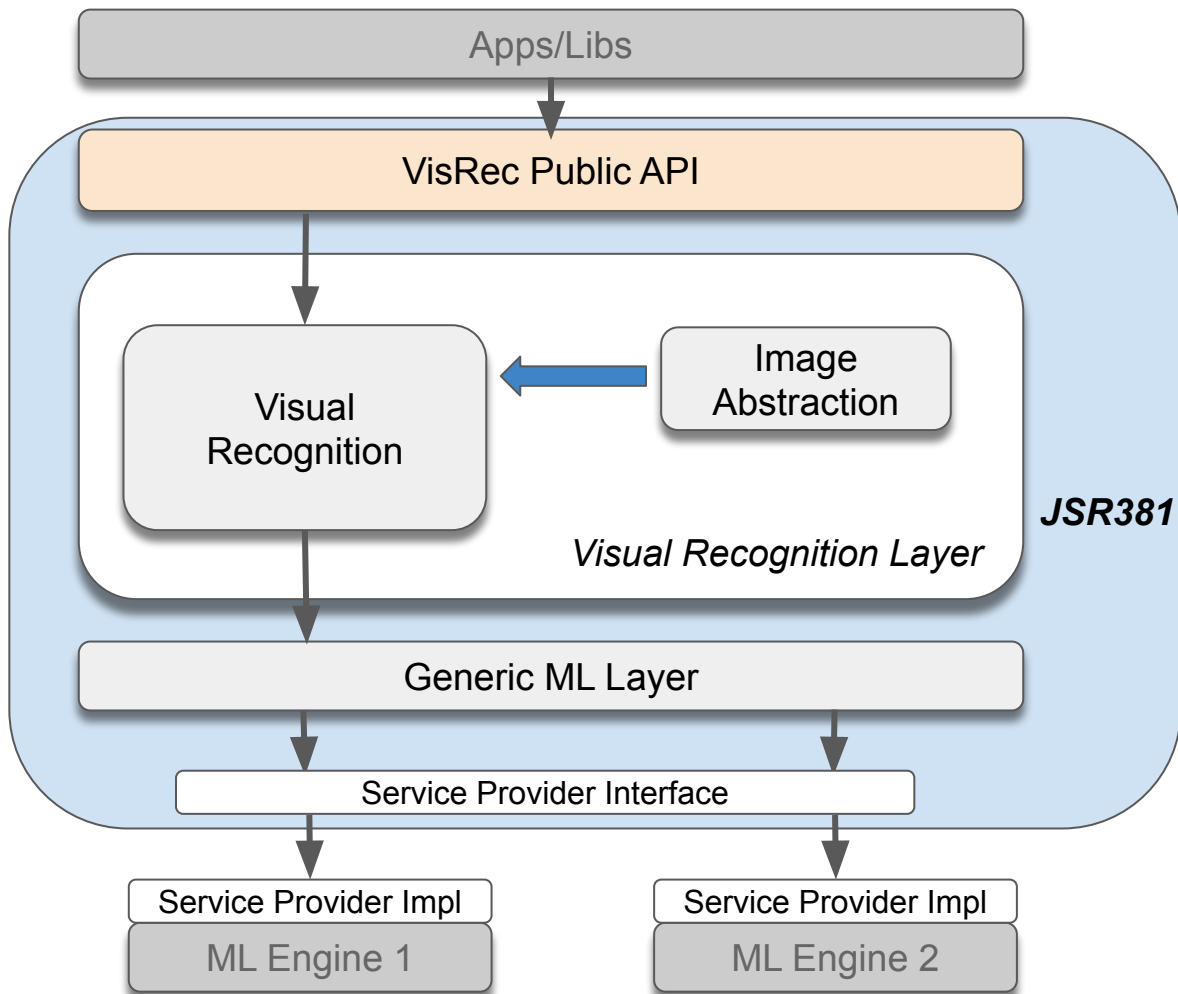 Apps/Libs
VisRec Public API
Visual
Recognition
Image
Abstraction
JSR381
Visual Recognition Layer
Generic ML Layer
Service Provider Interface
Service Provider Impl
Service Provider Impl
ML Engine 1
ML Engine 2